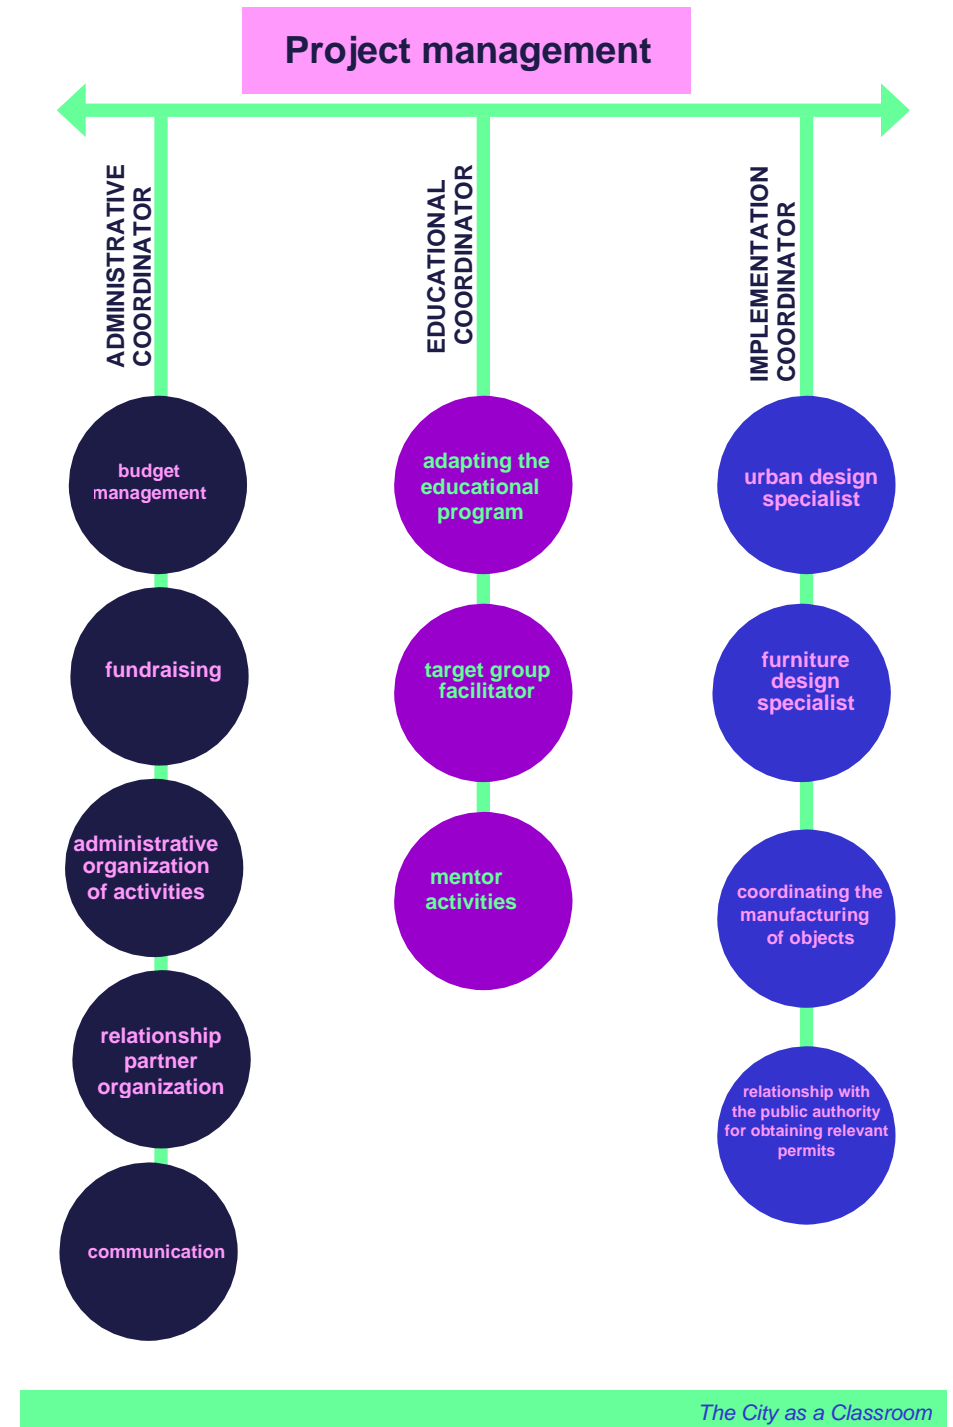 Project management
ADMINISTRATIVE
COORDINATOR
EDUCATIONAL
COORDINATOR
IMPLEMENTATION
COORDINATOR
budget
management
fundraising
administrative
organization
of activities
relationship
partner
organization
communication
adapting the
educational
program
target group
facilitator
mentor
activities
urban design
specialist
furniture
design
specialist
coordinating the
manufacturing
of objects
relationship with
the public authority
for obtaining relevant
permits
The City as a Classroom